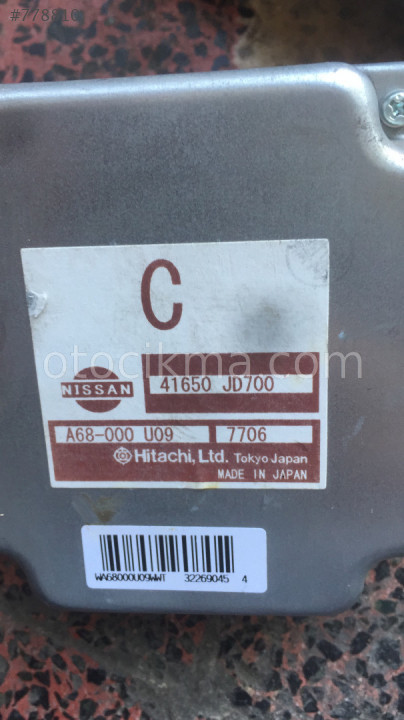 #778816
C
NISSAN
41650 JD700
otocikma.com
A68-000 U09
7706
Hitachi, Ltd. Tokyo Japan
MADE IN JAPAN
WA68000U09WWT 32269045 4